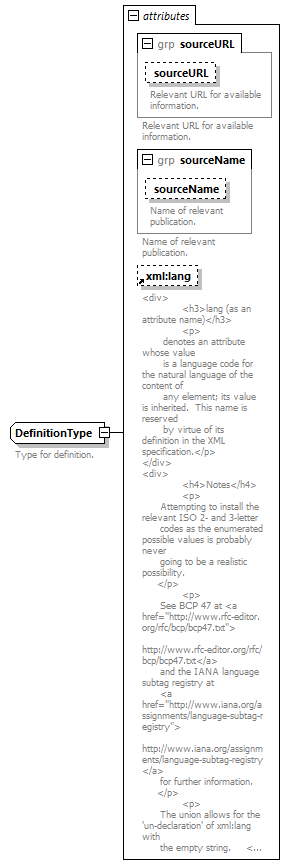 attributes
grp sourceURL
sourceURL
Relevant URL for available
information.
Relevant URL for available
information.
grp sourceName
sourceName
Name of relevant
publication.
Name of relevant
publication.
xml:lang
<div>
<h3>lang (as an
attribute name)</h3>
<p>
denotes an attribute
whose value
is a language code for
the natural language of the
content of
any element; its value
is inherited.  This name is
reserved
by virtue of its
definition in the XML
specification.</p>
</div>
<div>
<h4>Notes</h4>
<p>
Attempting to install the
relevant ISO 2- and 3-letter
codes as the enumerated
possible values is probably
never
going to be a realistic
possibility.
</p>
<p>
See BCP 47 at <a
href="http://www.rfc-editor.
org/rfc/bcp/bcp47.txt">
http://www.rfc-editor.org/rfc/
bcp/bcp47.txt</a>
and the IANA language
subtag registry at
<a
href="http://www.iana.org/a
ssignments/language-subtag-r
egistry">
http://www.iana.org/assignm
ents/language-subtag-registry
</a>
for further information.
</p>
<p>
The union allows for the
'un-declaration' of xml:lang
with
the empty string.     <...
DefinitionType
Type for definition.